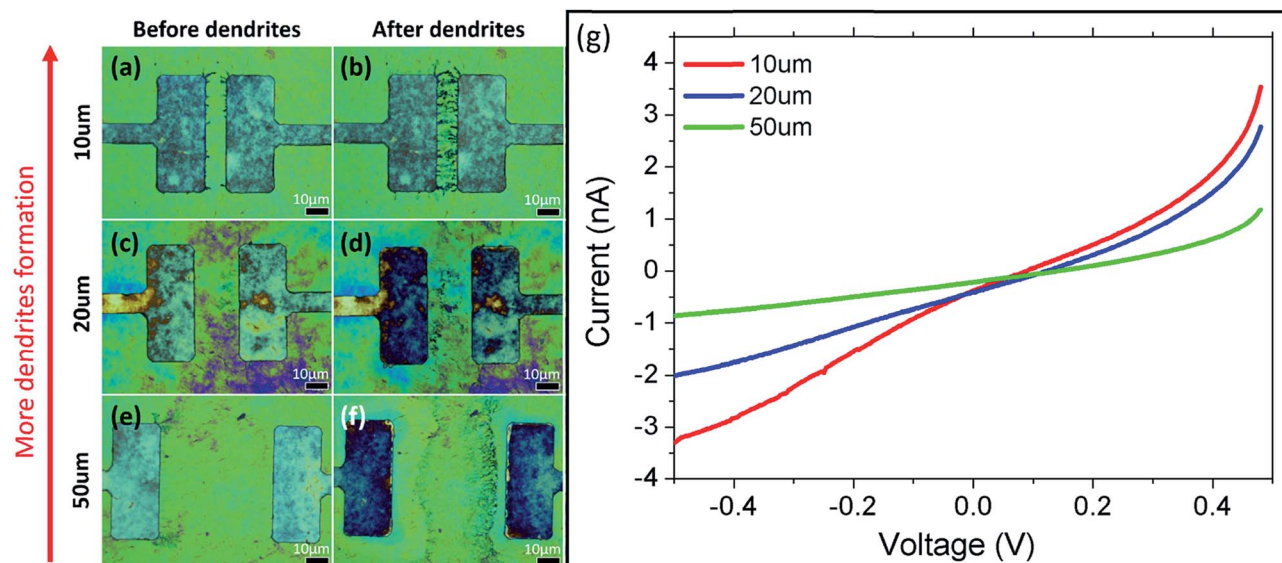 Before dendrites
After dendrites
More dendrites formation
10um
20um
50um
(a)
10μm
(b)
10μm
(c)
10μm
(d)
10μm
(e)
10μm
(f)
10μm
(g)
10um
20um
50um
4
3
2
1
0
-1
-2
-3
-4
Current (nA)
-0.4
-0.2
0.0
0.2
0.4
Voltage (V)